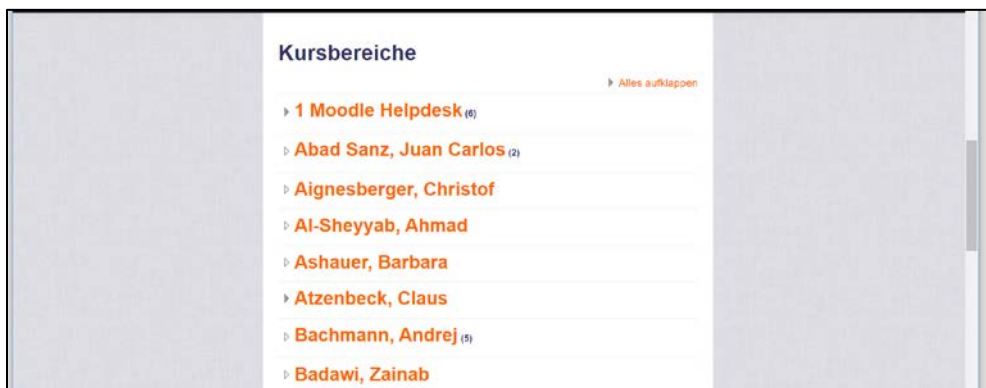 Kursbereiche
Alles aufklappen
1 Moodle Helpdesk (6)
Abad Sanz, Juan Carlos (2)
Aignesberger, Christof
Al-Sheyyab, Ahmad
Ashauer, Barbara
Atzenbeck, Claus
Bachmann, Andrej (5)
Badawi, Zainab